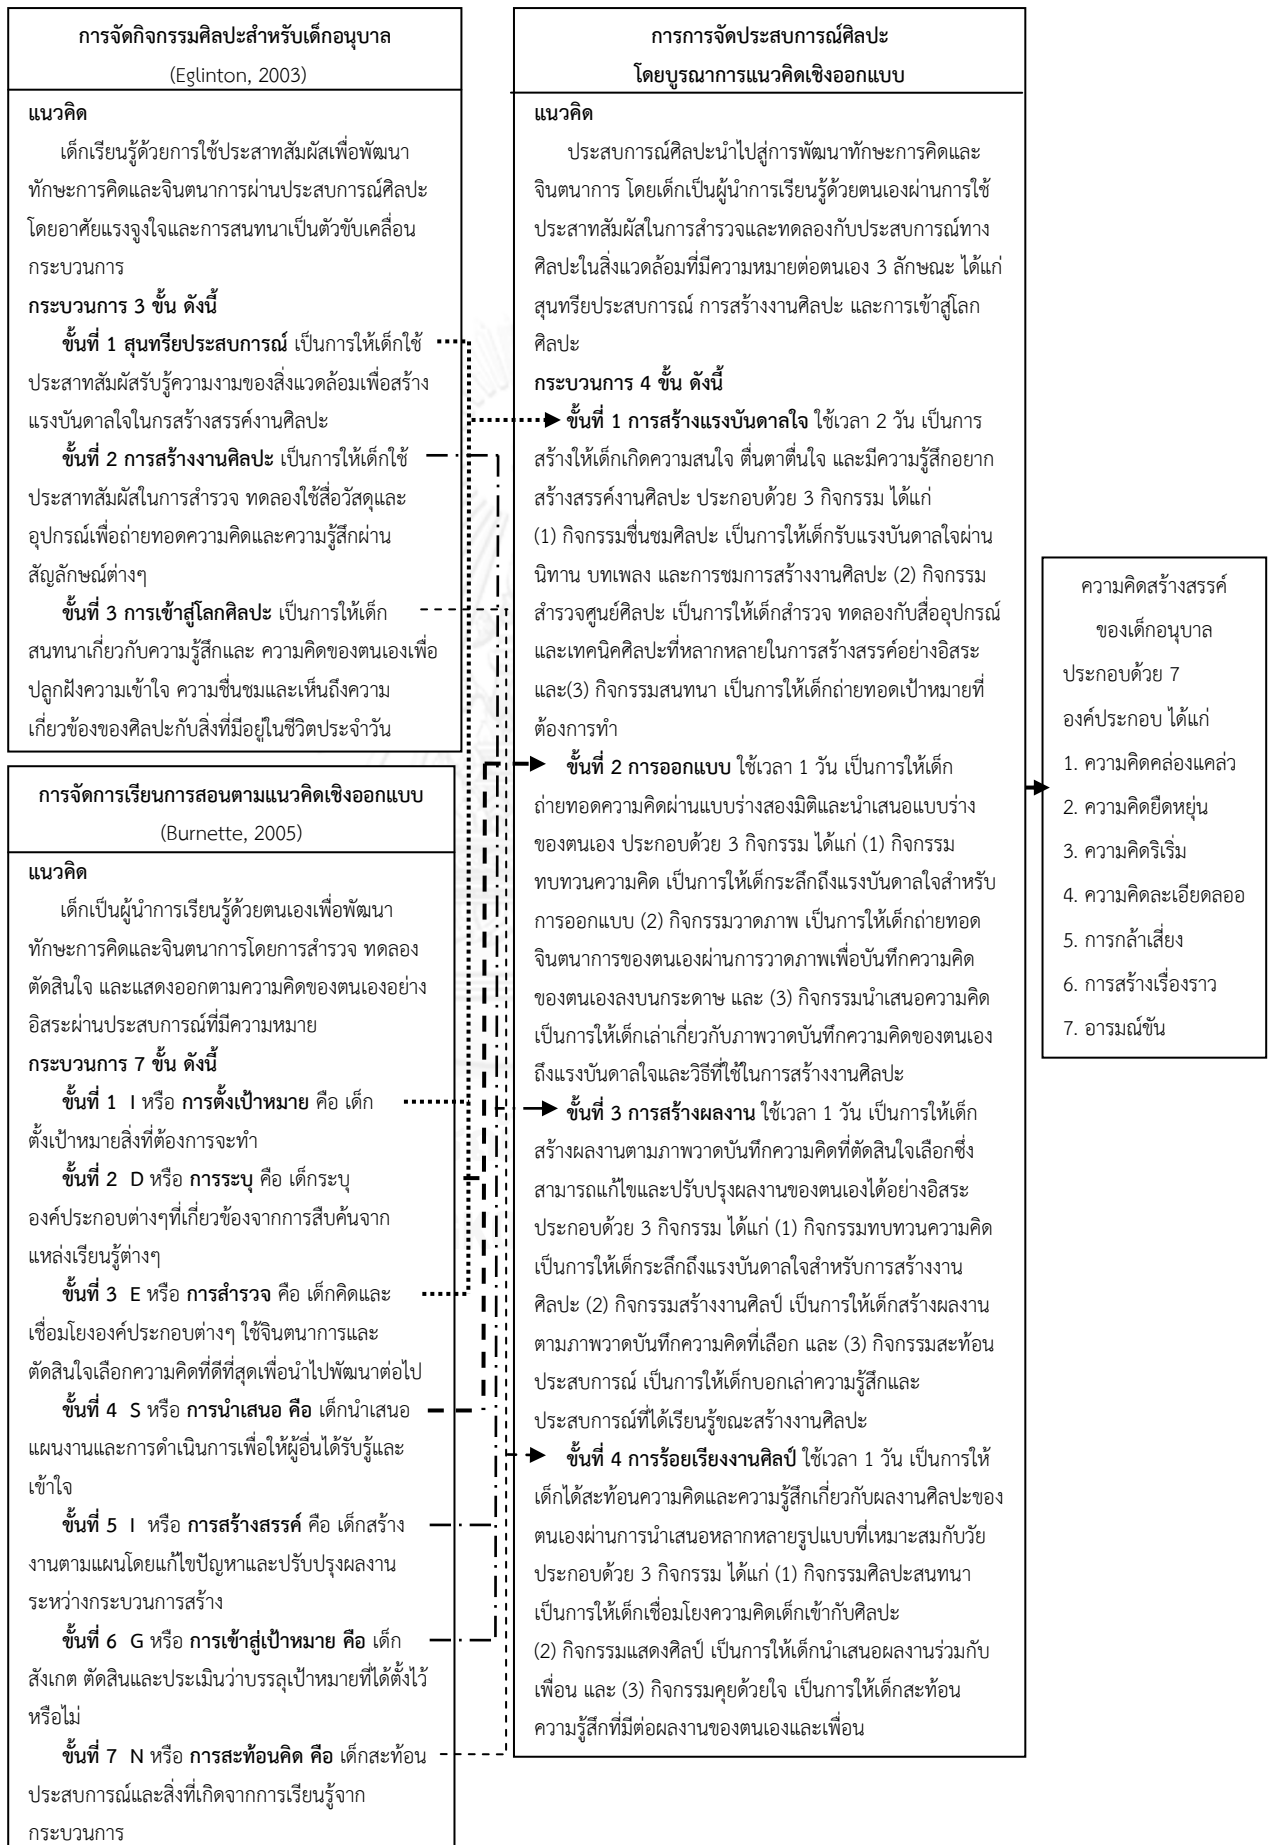 การจัดกิจกรรมศิลปะสำหรับเด็กอนุบาล
(Eglinton, 2003)
แนวคิด
เด็กเรียนรู้ด้วยการใช้ประสาทสัมผัสเพื่อพัฒนา
ทักษะการคิดและจินตนาการผ่านประสบการณ์ศิลปะ
โดยอาศัยแรงจูงใจและการสนทนาเป็นตัวขับเคลื่อน
กระบวนการ
กระบวนการ 3 ขั้น ดังนี้
ขั้นที่ 1 สุนทรียประสบการณ์ เป็นการให้เด็กใช้
ประสาทสัมผัสรับรู้ความงามของสิ่งแวดล้อมเพื่อสร้าง
แรงบันดาลใจในกรสร้างสรรค์งานศิลปะ
ขั้นที่ 2 การสร้างงานศิลปะ เป็นการให้เด็กใช้
ประสาทสัมผัสในการสำรวจ ทดลองใช้สื่อวัสดุและ
อุปกรณ์เพื่อถ่ายทอดความคิดและความรู้สึกผ่าน
สัญลักษณ์ต่างๆ
ขั้นที่ 3 การเข้าสู่โลกศิลปะ เป็นการให้เด็ก
สนทนาเกี่ยวกับความรู้สึกและ ความคิดของตนเองเพื่อ
ปลูกฝังความเข้าใจ ความชื่นชมและเห็นถึงความ
เกี่ยวข้องของศิลปะกับสิ่งที่มีอยู่ในชีวิตประจำวัน
การจัดการเรียนการสอนตามแนวคิดเชิงออกแบบ
(Burnette, 2005)
แนวคิด
เด็กเป็นผู้นำการเรียนรู้ด้วยตนเองเพื่อพัฒนา
ทักษะการคิดและจินตนาการโดยการสำรวจ ทดลอง
ตัดสินใจ และแสดงออกตามความคิดของตนเองอย่าง
อิสระผ่านประสบการณ์ที่มีความหมาย
กระบวนการ 7 ขั้น ดังนี้
ขั้นที่ 1 I หรือ การตั้งเป้าหมาย คือ เด็ก
ตั้งเป้าหมายสิ่งที่ต้องการจะทำ
ขั้นที่ 2 D หรือ การระบุ คือ เด็กระบุ
องค์ประกอบต่างๆที่เกี่ยวข้องจากการสืบค้นจาก
แหล่งเรียนรู้ต่างๆ
ขั้นที่ 3 E หรือ การสำรวจ คือ เด็กคิดและ
เชื่อมโยงองค์ประกอบต่างๆ ใช้จินตนาการและ
ตัดสินใจเลือกความคิดที่ดีที่สุดเพื่อนำไปพัฒนาต่อไป
ขั้นที่ 4 S หรือ การนำเสนอ คือ เด็กนำเสนอ
แผนงานและการดำเนินการเพื่อให้ผู้อื่นได้รับรู้และ
เข้าใจ
ขั้นที่ 5 I หรือ การสร้างสรรค์ คือ เด็กสร้าง
งานตามแผนโดยแก้ไขปัญหาและปรับปรุงผลงาน
ระหว่างกระบวนการสร้าง
ขั้นที่ 6 G หรือ การเข้าสู่เป้าหมาย คือ เด็ก
สังเกต ตัดสินและประเมินว่าบรรลุเป้าหมายที่ได้ตั้งไว้
หรือไม่
ขั้นที่ 7 N หรือ การสะท้อนคิด คือ เด็กสะท้อน
ประสบการณ์และสิ่งที่เกิดจากการเรียนรู้จาก
กระบวนการ
การการจัดประสบการณ์ศิลปะ
โดยบูรณาการแนวคิดเชิงออกแบบ
แนวคิด
ประสบการณ์ศิลปะนำไปสู่การพัฒนาทักษะการคิดและ
จินตนาการ โดยเด็กเป็นผู้นำการเรียนรู้ด้วยตนเองผ่านการใช้
ประสาทสัมผัสในการสำรวจและทดลองกับประสบการณ์ทาง
ศิลปะในสิ่งแวดล้อมที่มีความหมายต่อตนเอง 3 ลักษณะ ได้แก่
สุนทรียประสบการณ์ การสร้างงานศิลปะ และการเข้าสู่โลก
ศิลปะ
กระบวนการ 4 ขั้น ดังนี้
ขั้นที่ 1 การสร้างแรงบันดาลใจ ใช้เวลา 2 วัน เป็นการ
สร้างให้เด็กเกิดความสนใจ ตื่นตาตื่นใจ และมีความรู้สึกอยาก
สร้างสรรค์งานศิลปะ ประกอบด้วย 3 กิจกรรม ได้แก่
(1) กิจกรรมชื่นชมศิลปะ เป็นการให้เด็กรับแรงบันดาลใจผ่าน
นิทาน บทเพลง และการชมการสร้างงานศิลปะ (2) กิจกรรม
สำรวจศูนย์ศิลปะ เป็นการให้เด็กสำรวจ ทดลองกับสื่ออุปกรณ์
และเทคนิคศิลปะที่หลากหลายในการสร้างสรรค์อย่างอิสระ
และ(3) กิจกรรมสนทนา เป็นการให้เด็กถ่ายทอดเป้าหมายที่
ต้องการทำ
ขั้นที่ 2 การออกแบบ ใช้เวลา 1 วัน เป็นการให้เด็ก
ถ่ายทอดความคิดผ่านแบบร่างสองมิติและนำเสนอแบบร่าง
ของตนเอง ประกอบด้วย 3 กิจกรรม ได้แก่ (1) กิจกรรม
ทบทวนความคิด เป็นการให้เด็กระลึกถึงแรงบันดาลใจสำหรับ
การออกแบบ (2) กิจกรรมวาดภาพ เป็นการให้เด็กถ่ายทอด
จินตนาการของตนเองผ่านการวาดภาพเพื่อบันทึกความคิด
ของตนเองลงบนกระดาษ และ (3) กิจกรรมนำเสนอความคิด
เป็นการให้เด็กเล่าเกี่ยวกับภาพวาดบันทึกความคิดของตนเอง
ถึงแรงบันดาลใจและวิธีที่ใช้ในการสร้างงานศิลปะ
ขั้นที่ 3 การสร้างผลงาน ใช้เวลา 1 วัน เป็นการให้เด็ก
สร้างผลงานตามภาพวาดบันทึกความคิดที่ตัดสินใจเลือกซึ่ง
สามารถแก้ไขและปรับปรุงผลงานของตนเองได้อย่างอิสระ
ประกอบด้วย 3 กิจกรรม ได้แก่ (1) กิจกรรมทบทวนความคิด
เป็นการให้เด็กระลึกถึงแรงบันดาลใจสำหรับการสร้างงาน
ศิลปะ (2) กิจกรรมสร้างงานศิลป์ เป็นการให้เด็กสร้างผลงาน
ตามภาพวาดบันทึกความคิดที่เลือก และ (3) กิจกรรมสะท้อน
ประสบการณ์ เป็นการให้เด็กบอกเล่าความรู้สึกและ
ประสบการณ์ที่ได้เรียนรู้ขณะสร้างงานศิลปะ
ขั้นที่ 4 การร้อยเรียงงานศิลป์ ใช้เวลา 1 วัน เป็นการให้
เด็กได้สะท้อนความคิดและความรู้สึกเกี่ยวกับผลงานศิลปะของ
ตนเองผ่านการนำเสนอหลากหลายรูปแบบที่เหมาะสมกับวัย
ประกอบด้วย 3 กิจกรรม ได้แก่ (1) กิจกรรมศิลปะสนทนา
เป็นการให้เด็กเชื่อมโยงความคิดเด็กเข้ากับศิลปะ
(2) กิจกรรมแสดงศิลป์ เป็นการให้เด็กนำเสนอผลงานร่วมกับ
เพื่อน และ (3) กิจกรรมคุยด้วยใจ เป็นการให้เด็กสะท้อน
ความรู้สึกที่มีต่อผลงานของตนเองและเพื่อน
ความคิดสร้างสรรค์
ของเด็กอนุบาล
ประกอบด้วย 7
องค์ประกอบ ได้แก่
1. ความคิดคล่องแคล่ว
2. ความคิดยืดหยุ่น
3. ความคิดริเริ่ม
4. ความคิดละเอียดลออ
5. การกล้าเสี่ยง
6. การสร้างเรื่องราว
7. อารมณ์ขัน